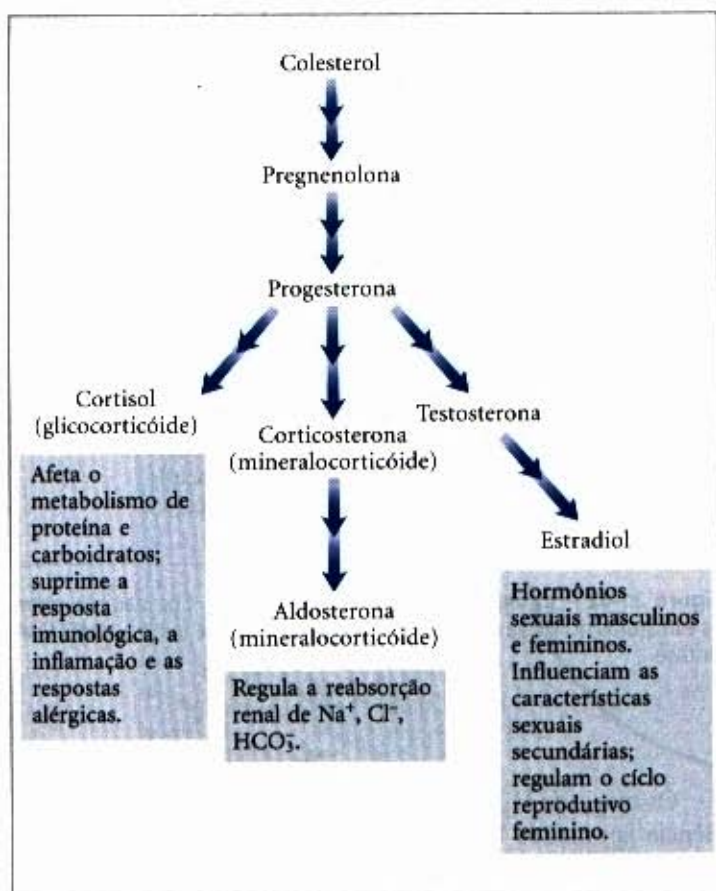 Colesterol
Pregnenolona
Progesterona
Cortisol
(glicocorticóide)
Afeta o
metabolismo de
proteína e
carboidratos;
suprime a
resposta
imunológica, a
inflamação e as
respostas
alérgicas.
Corticosterona
(mineralocorticóide)
Aldosterona
(mineralocorticóide)
Regula a reabsorção
renal de Na⁺, Cl⁻,
HCO₃⁻.
Testosterona
Estradiol
Hormônios
sexuais masculinos
e femininos.
Influenciam as
características
sexuais
secundárias;
regulam o ciclo
reprodutivo
feminino.